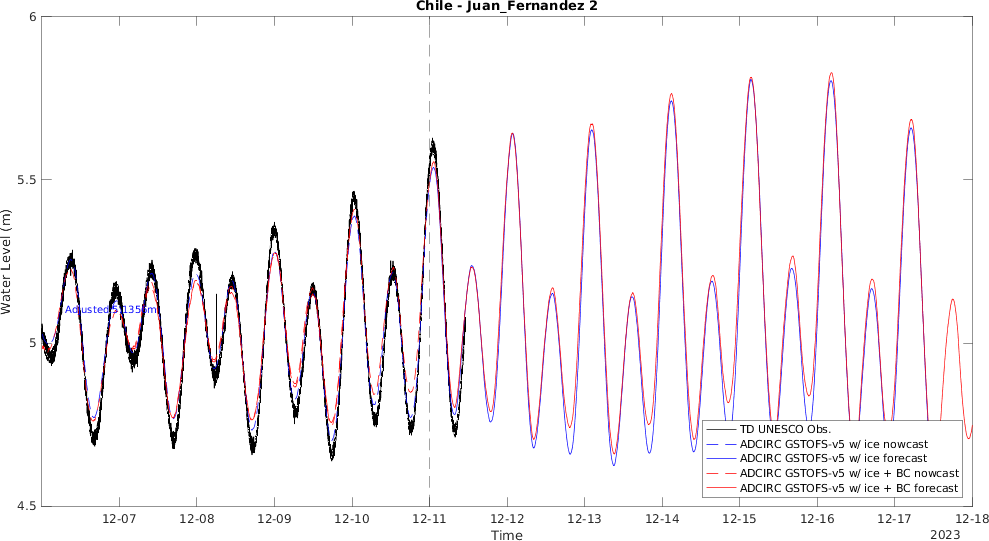 Chile - Juan_Fernandez 2
6
5.5
5
4.5
Water Level (m)
Adjusted 5.1356m
TD UNESCO Obs.
ADCIRC GSTOFS-v5 w/ ice nowcast
ADCIRC GSTOFS-v5 w/ ice forecast
ADCIRC GSTOFS-v5 w/ ice + BC nowcast
ADCIRC GSTOFS-v5 w/ ice + BC forecast
12-07 12-08 12-09 12-10 12-11 12-12 12-13 12-14 12-15 12-16 12-17 12-18
Time
2023